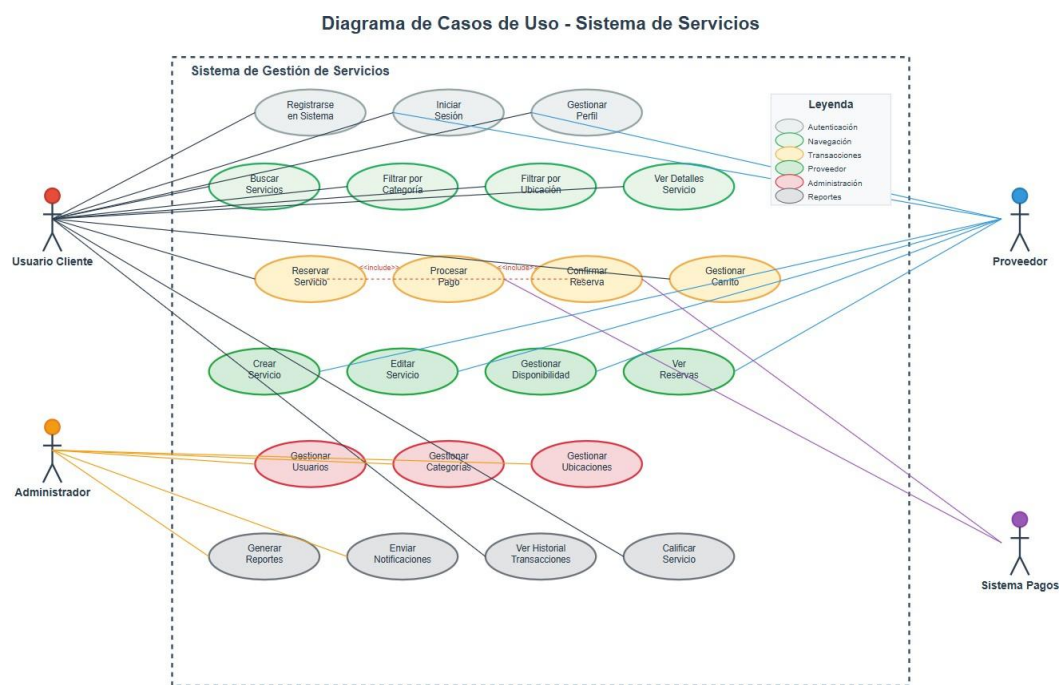 Diagrama de Casos de Uso - Sistema de Servicios
Sistema de Gestión de Servicios
Registrarse
en Sistema
Iniciar
Sesión
Gestionar
Perfil
Leyenda
Autenticación
Navegación
Transacciones
Proveedor
Administración
Reportes
Buscar
Servicios
Filtrar por
Categoría
Filtrar por
Ubicación
Ver Detalles
Servicio
Usuario Cliente
Proveedor
Reservar
Servicio
<<include>>
Procesar
Pago
<<include>>
Confirmar
Reserva
Gestionar
Carrito
Crear
Servicio
Editar
Servicio
Gestionar
Disponibilidad
Ver
Reservas
Administrador
Gestionar
Usuarios
Gestionar
Categorías
Gestionar
Ubicaciones
Generar
Reportes
Enviar
Notificaciones
Ver Historial
Transacciones
Calificar
Servicio
Sistema Pagos